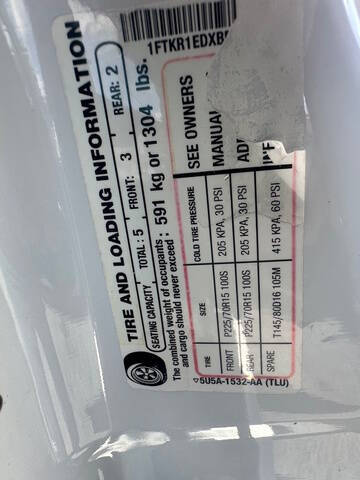 TIRE AND LOADING INFORMATION
SEATING CAPACITY TOTAL : 5 FRONT: 3 REAR: 2
The combined weight of occupants and cargo should never exceed : 591 kg or 1304 lbs.
TIRE SIZE COLD TIRE PRESSURE SEE OWNERS
FRONT P225/70R15 100S 205 KPA, 30 PSI MANUAL
REAR P225/70R15 100S 205 KPA, 30 PSI
SPARE T145/80D16 105M 415 KPA, 60 PSI
5U5A-1532-AA (TLU)
1FTKR1EDXB